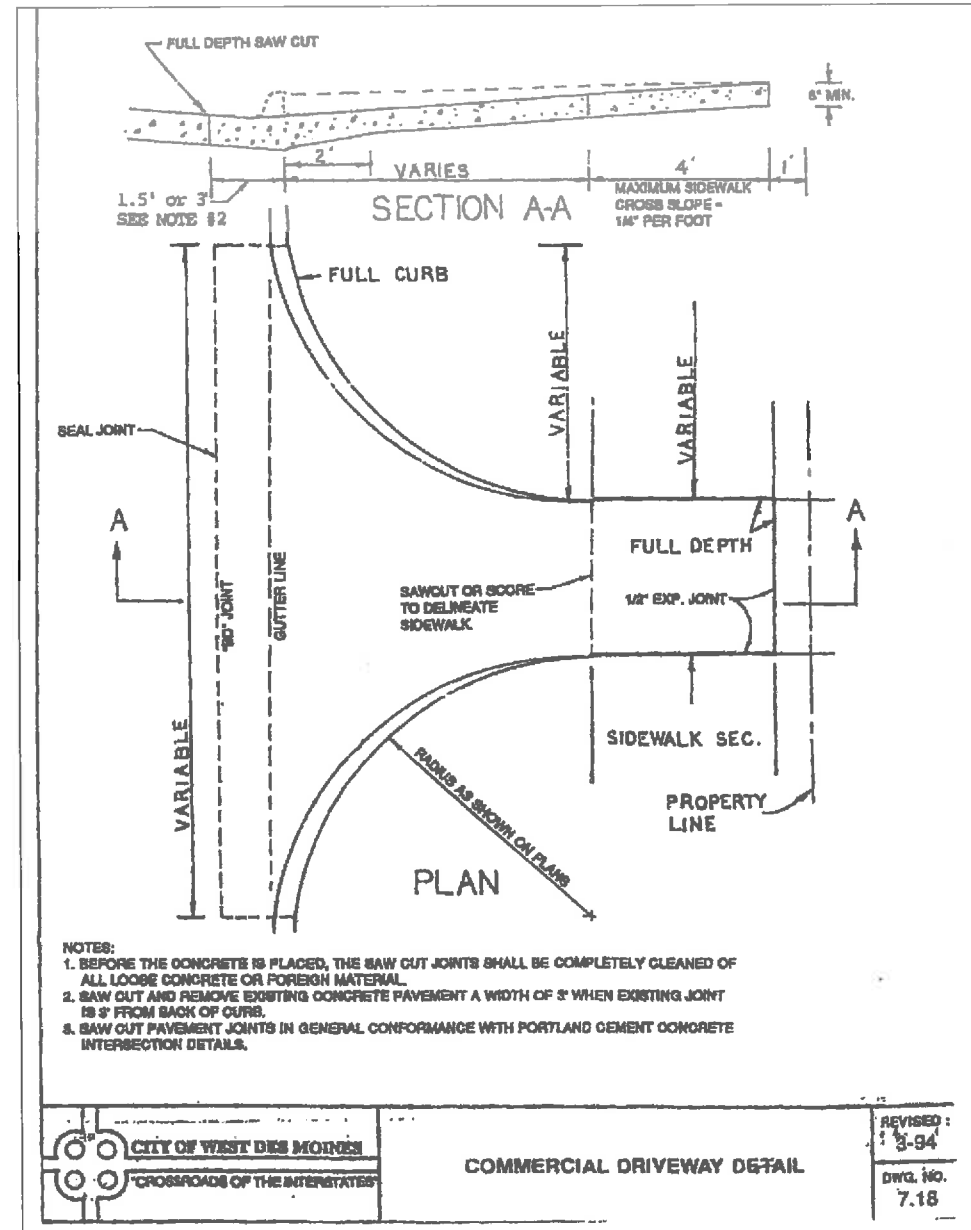 FULL DEPTH SAW CUT
6" MIN.
2'
VARIES
4'
1'
1.5' or 3'
SEE NOTE #2
SECTION A-A
MAXIMUM SIDEWALK
CROSS SLOPE -
1/4" PER FOOT
FULL CURB
VARIABLE
VARIABLE
SEAL JOINT
A
A
FULL DEPTH
"BD" JOINT
GUTTER LINE
SAWCUT OR SCORE
TO DELINEATE
SIDEWALK
1/2" EXP. JOINT
VARIABLE
SIDEWALK SEC.
RADIUS AS SHOWN ON PLANS
PROPERTY
LINE
PLAN
NOTES:
1. BEFORE THE CONCRETE IS PLACED, THE SAW CUT JOINTS SHALL BE COMPLETELY CLEANED OF
ALL LOOSE CONCRETE OR FOREIGN MATERIAL.
2. SAW CUT AND REMOVE EXISTING CONCRETE PAVEMENT A WIDTH OF 3' WHEN EXISTING JOINT
IS 3' FROM BACK OF CURB.
3. SAW CUT PAVEMENT JOINTS IN GENERAL CONFORMANCE WITH PORTLAND CEMENT CONCRETE
INTERSECTION DETAILS.
CITY OF WEST DES MOINES
"CROSSROADS OF THE INTERSTATES"
COMMERCIAL DRIVEWAY DETAIL
REVISED :
3-94
DWG. NO.
7.18